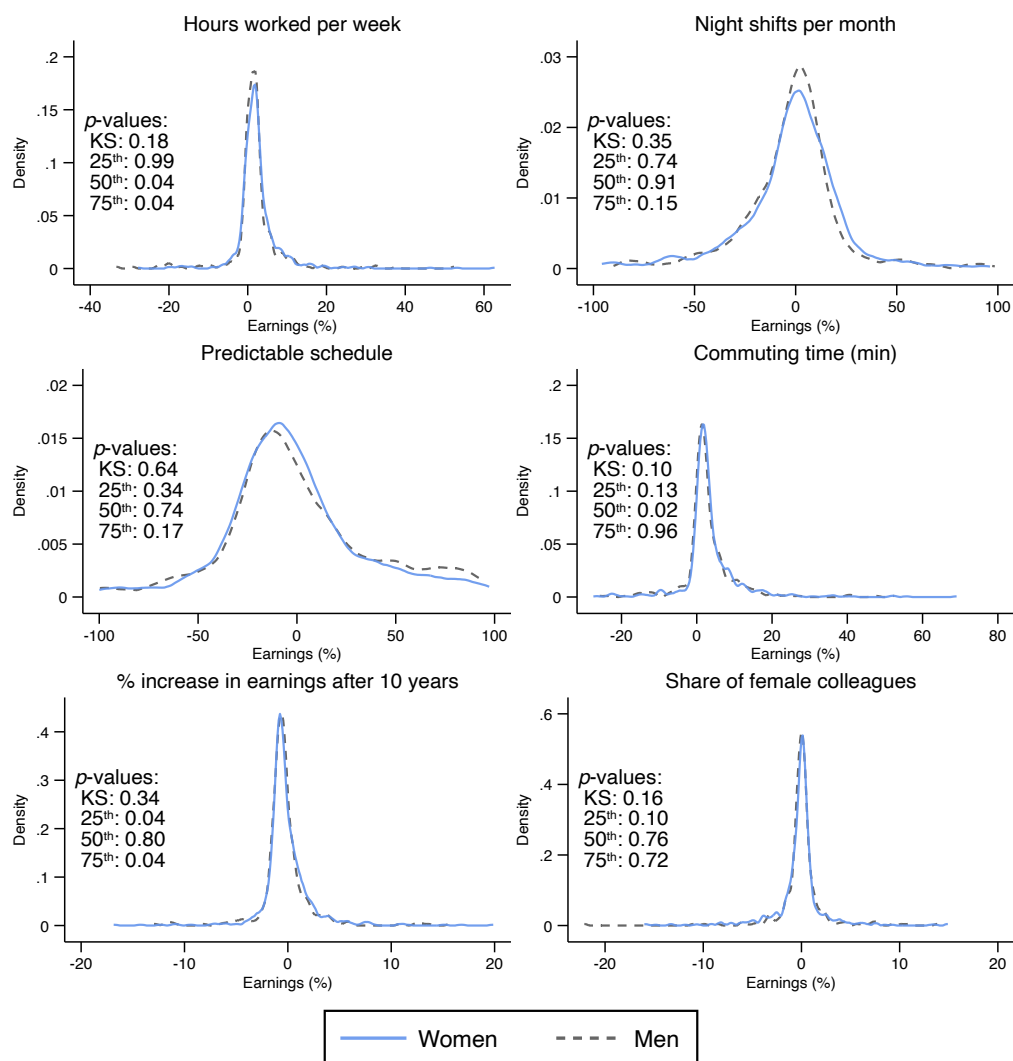 Hours worked per week
Density
.2
.15
.1
.05
0
p-values:
KS: 0.18
25th: 0.99
50th: 0.04
75th: 0.04
-40 -20 0 20 40 60
Earnings (%)
Night shifts per month
Density
.03
.02
.01
0
p-values:
KS: 0.35
25th: 0.74
50th: 0.91
75th: 0.15
-100 -50 0 50 100
Earnings (%)
Predictable schedule
Density
.02
.015
.01
.005
0
p-values:
KS: 0.64
25th: 0.34
50th: 0.74
75th: 0.17
-100 -50 0 50 100
Earnings (%)
Commuting time (min)
Density
.2
.15
.1
.05
0
p-values:
KS: 0.10
25th: 0.13
50th: 0.02
75th: 0.96
-20 0 20 40 60 80
Earnings (%)
% increase in earnings after 10 years
Density
.4
.3
.2
.1
0
p-values:
KS: 0.34
25th: 0.04
50th: 0.80
75th: 0.04
-20 -10 0 10 20
Earnings (%)
Share of female colleagues
Density
.6
.4
.2
0
p-values:
KS: 0.16
25th: 0.10
50th: 0.76
75th: 0.72
-20 -10 0 10 20
Earnings (%)
Women Men